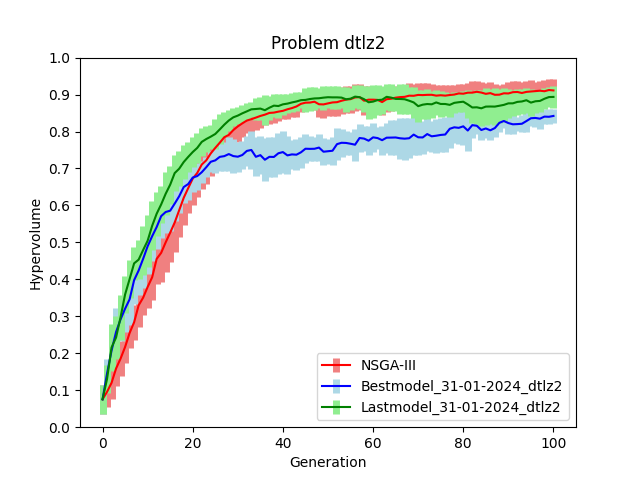 Problem dtlz2
Hypervolume
1.0
0.9
0.8
0.7
0.6
0.5
0.4
0.3
0.2
0.1
0.0
NSGA-III
Bestmodel_31-01-2024_dtlz2
Lastmodel_31-01-2024_dtlz2
0 20 40 60 80 100
Generation